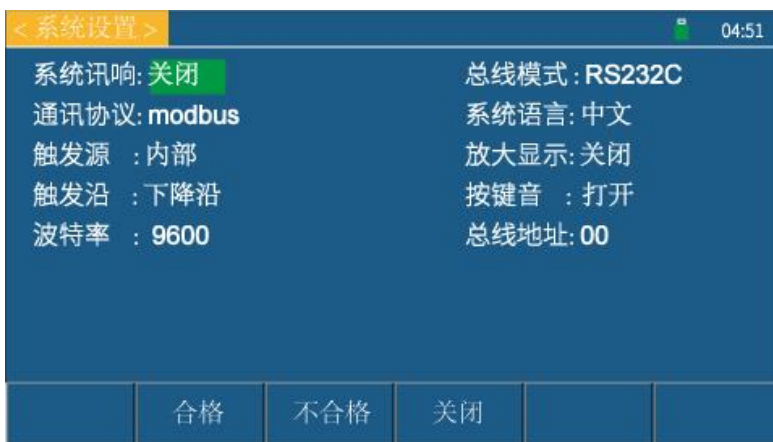 <系统设置> 04:51
系统讯响:关闭 总线模式:RS232C
通讯协议:modbus 系统语言:中文
触发源 :内部 放大显示:关闭
触发沿 :下降沿 按键音 :打开
波特率 : 9600 总线地址:00
合格 不合格 关闭